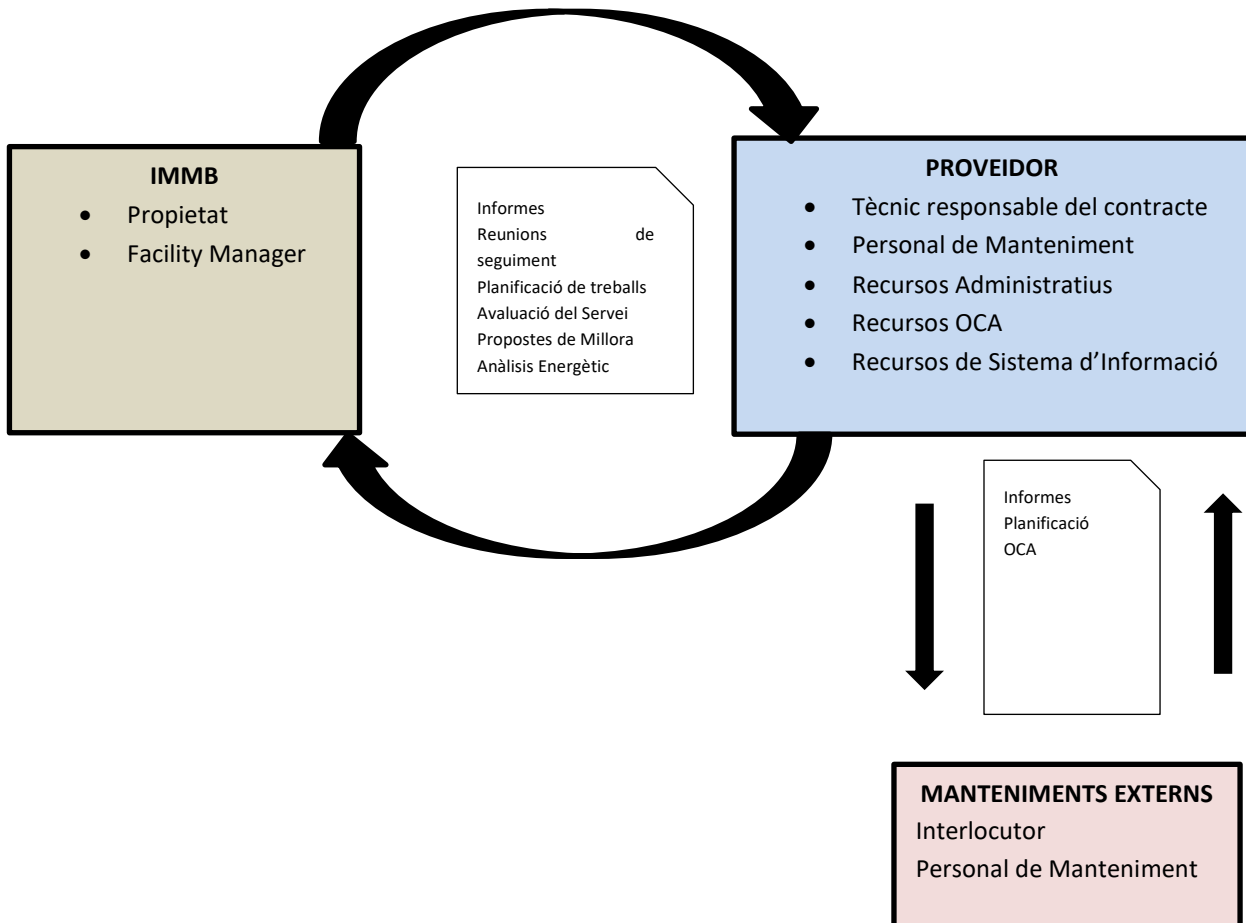 IMMB
• Propietat
• Facility Manager
Informes
Reunions de
seguiment
Planificació de treballs
Avaluació del Servei
Propostes de Millora
Anàlisis Energètic
PROVEIDOR
• Tècnic responsable del contracte
• Personal de Manteniment
• Recursos Administratius
• Recursos OCA
• Recursos de Sistema d’Informació
Informes
Planificació
OCA
MANTENIMENTS EXTERNS
Interlocutor
Personal de Manteniment